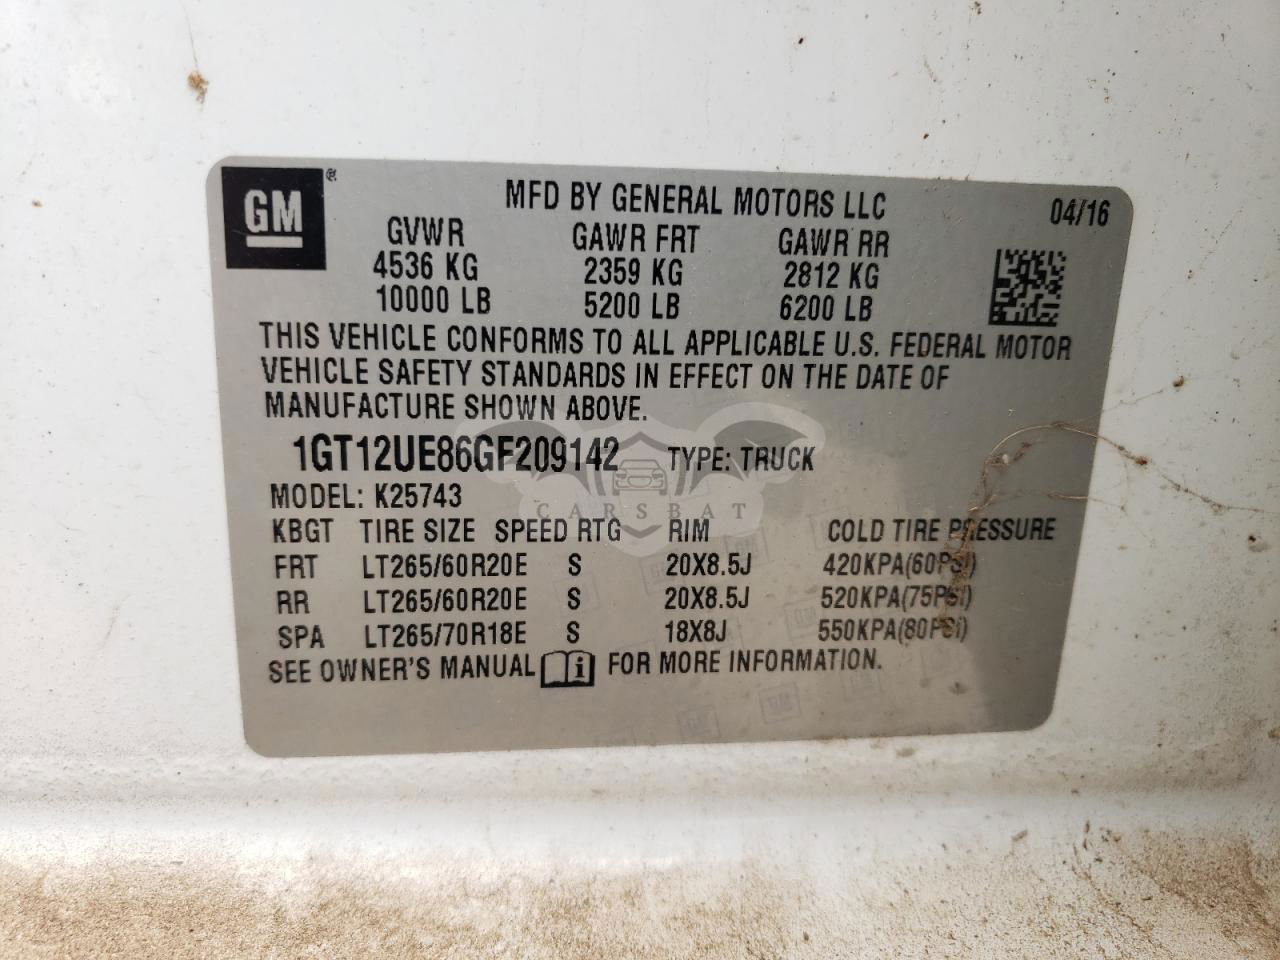 GM®
MFD BY GENERAL MOTORS LLC 04/16
GVWR GAWR FRT GAWR RR
4536 KG 2359 KG 2812 KG
10000 LB 5200 LB 6200 LB
THIS VEHICLE CONFORMS TO ALL APPLICABLE U.S. FEDERAL MOTOR
VEHICLE SAFETY STANDARDS IN EFFECT ON THE DATE OF
MANUFACTURE SHOWN ABOVE.
1GT12UE86GF209142 TYPE: TRUCK
MODEL: K25743
CARSBAT
KBGT TIRE SIZE SPEED RTG RIM COLD TIRE PRESSURE
FRT LT265/60R20E S 20X8.5J 420KPA(60PSI)
RR LT265/60R20E S 20X8.5J 520KPA(75PSI)
SPA LT265/70R18E S 18X8J 550KPA(80PSI)
SEE OWNER'S MANUAL i FOR MORE INFORMATION.
GM GM